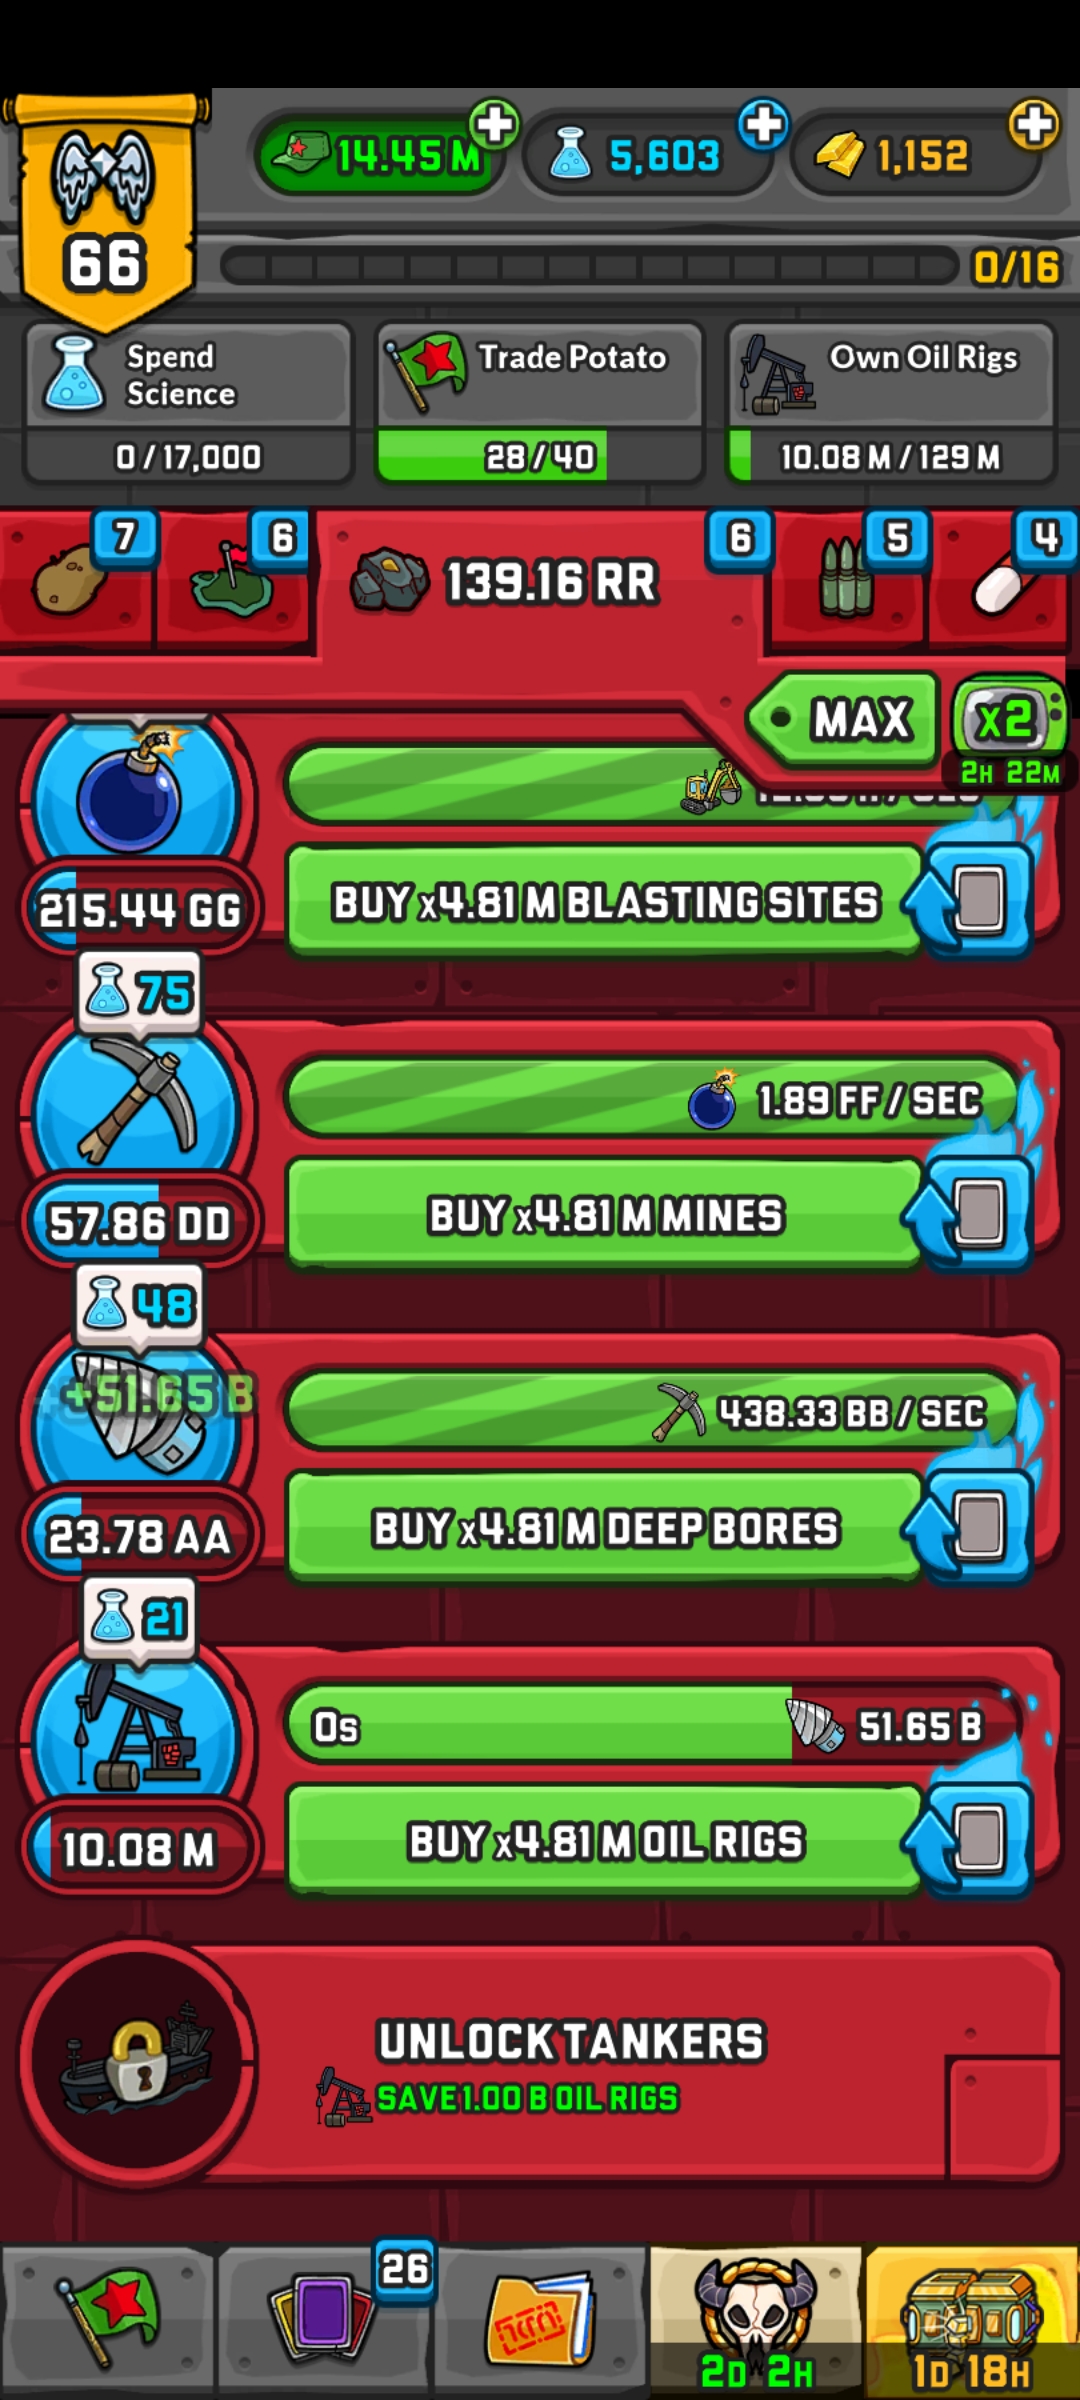 14.45 M
5,603
1,152
66
0/16
Spend
Science
0 / 17,000
Trade Potato
28 / 40
Own Oil Rigs
10.08 M / 129 M
7
6
139.16 RR
6
5
4
MAX
x2
2H 22M
215.44 GG
BUY x4.81 M BLASTING SITES
75
1.89 FF / SEC
57.86 DD
BUY x4.81 M MINES
48
+51.65 B
438.33 BB / SEC
23.78 AA
BUY x4.81 M DEEP BORES
21
0s
51.65 B
10.08 M
BUY x4.81 M OIL RIGS
UNLOCK TANKERS
SAVE 1.00 B OIL RIGS
26
2D 2H
1D 18H